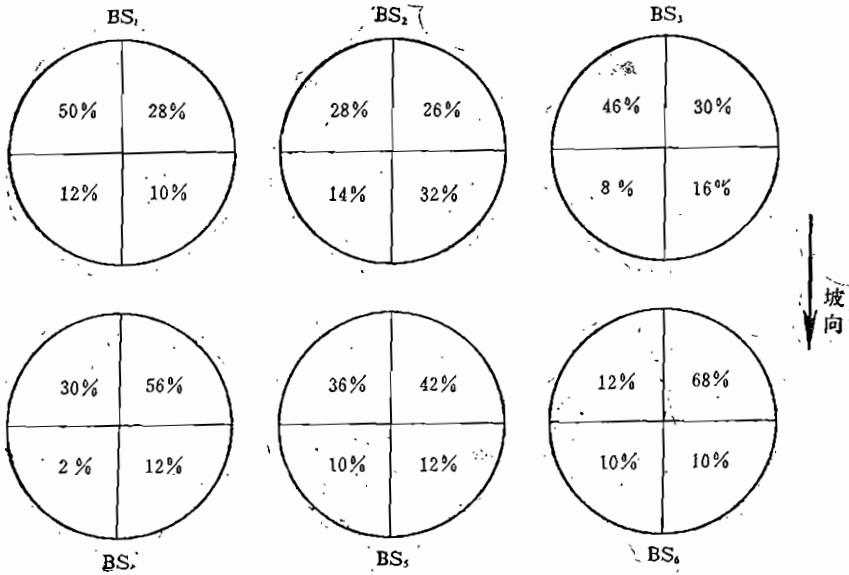 BS₁ BS₂ BS₃
50% 28% 28% 26% 46% 30%
12% 10% 14% 32% 8% 16%
坡向
30% 56% 36% 42% 12% 68%
2% 12% 10% 12% 10% 10%
BS₅ BS₆